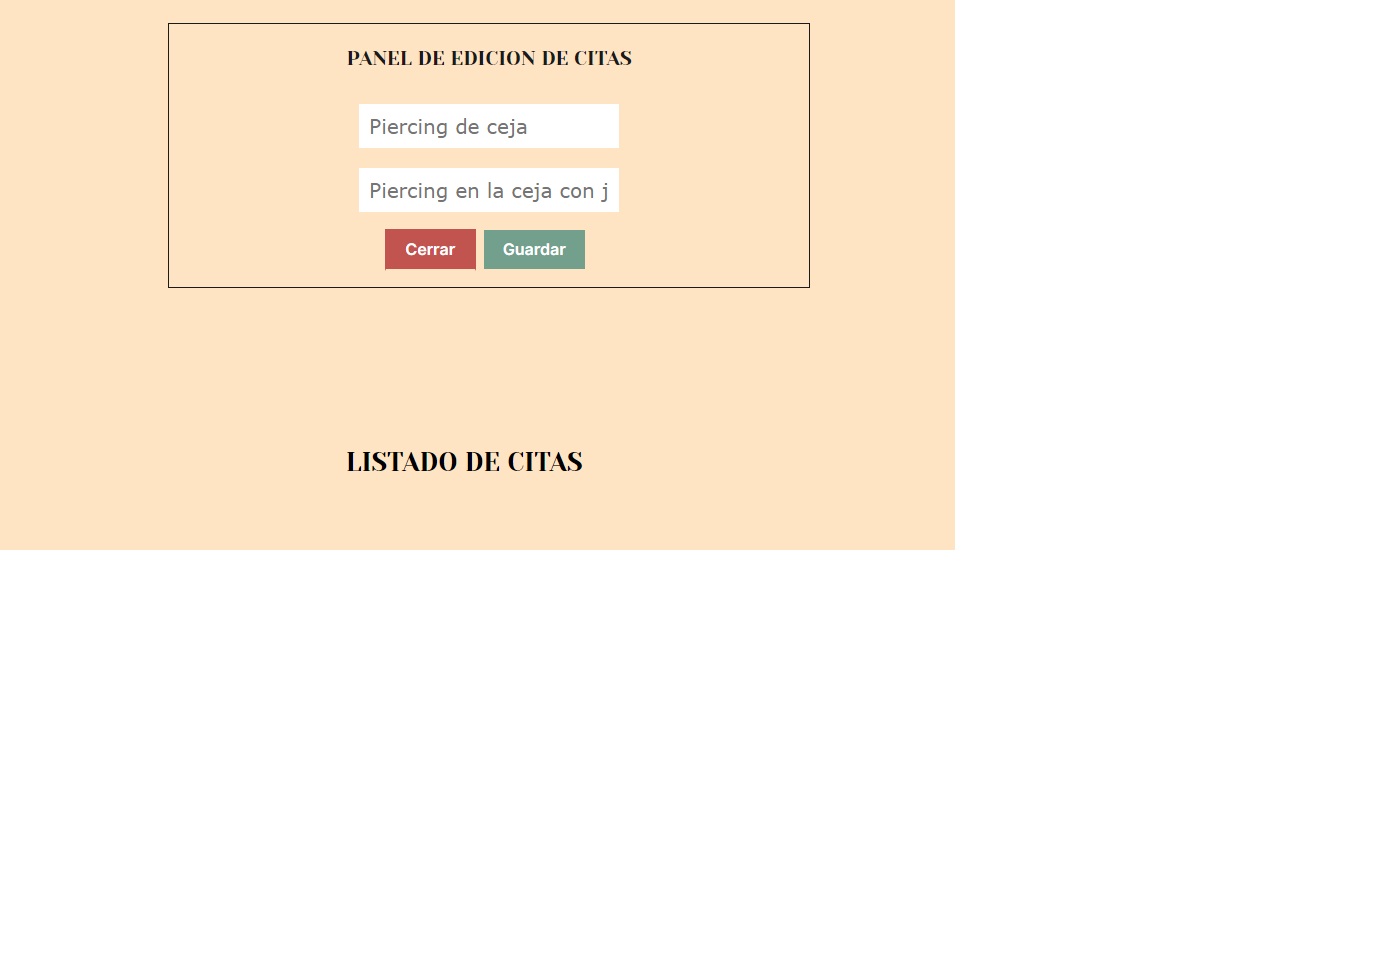 PANEL DE EDICION DE CITAS
Piercing de ceja
Piercing en la ceja con j
Cerrar Guardar
LISTADO DE CITAS